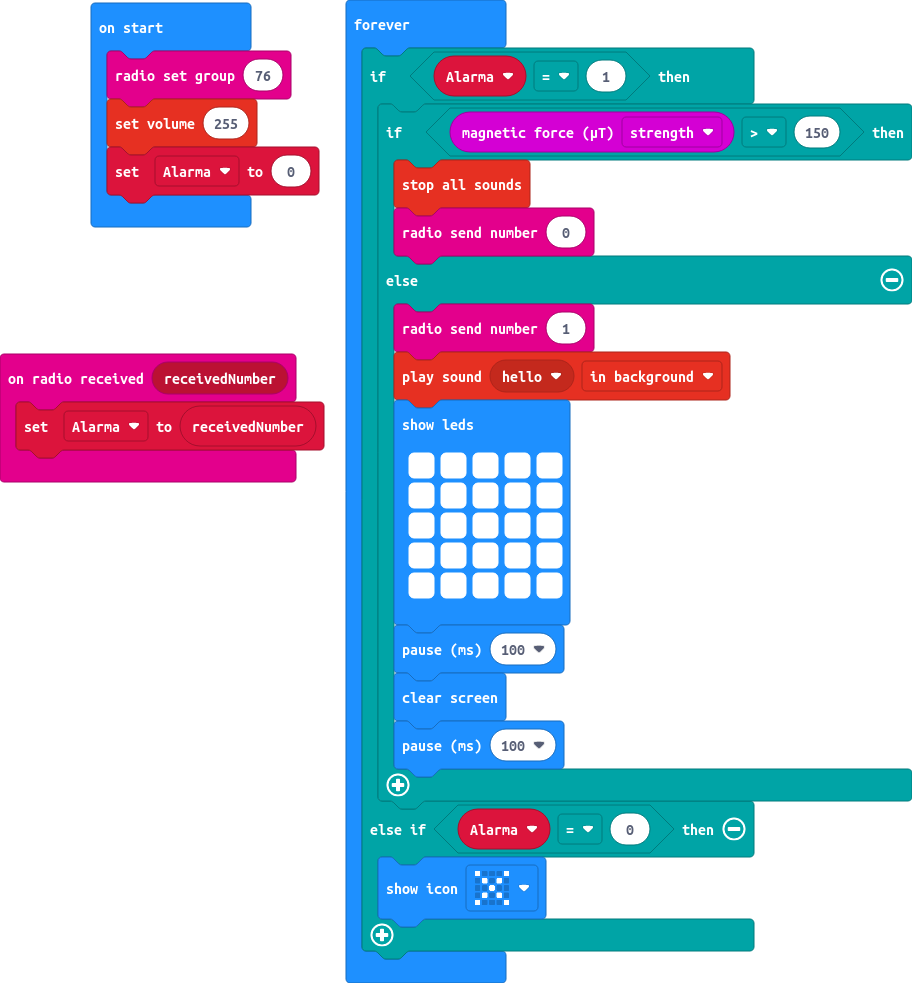 on start
radio set group 76
set volume 255
set Alarma to 0
on radio received receivedNumber
set Alarma to receivedNumber
forever
if Alarma = 1 then
if magnetic force (µT) strength > 150 then
stop all sounds
radio send number 0
else
radio send number 1
play sound hello in background
show leds
pause (ms) 100
clear screen
pause (ms) 100
else if Alarma = 0 then
show icon